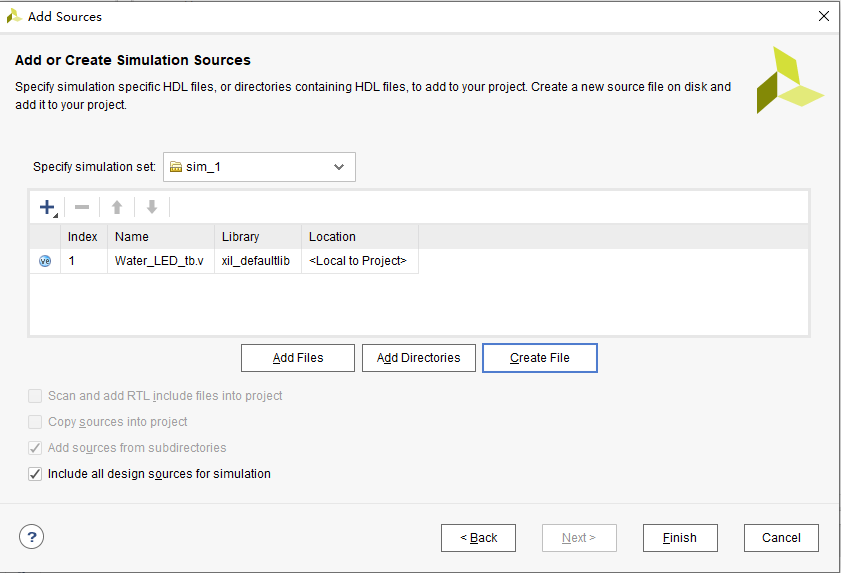 Add Sources
Add or Create Simulation Sources
Specify simulation specific HDL files, or directories containing HDL files, to add to your project. Create a new source file on disk and
add it to your project.
Specify simulation set: sim_1
Index Name Library Location
ve 1 Water_LED_tb.v xil_defaultlib <Local to Project>
Add Files Add Directories Create File
Scan and add RTL include files into project
Copy sources into project
Add sources from subdirectories
Include all design sources for simulation
? < Back Next > Finish Cancel